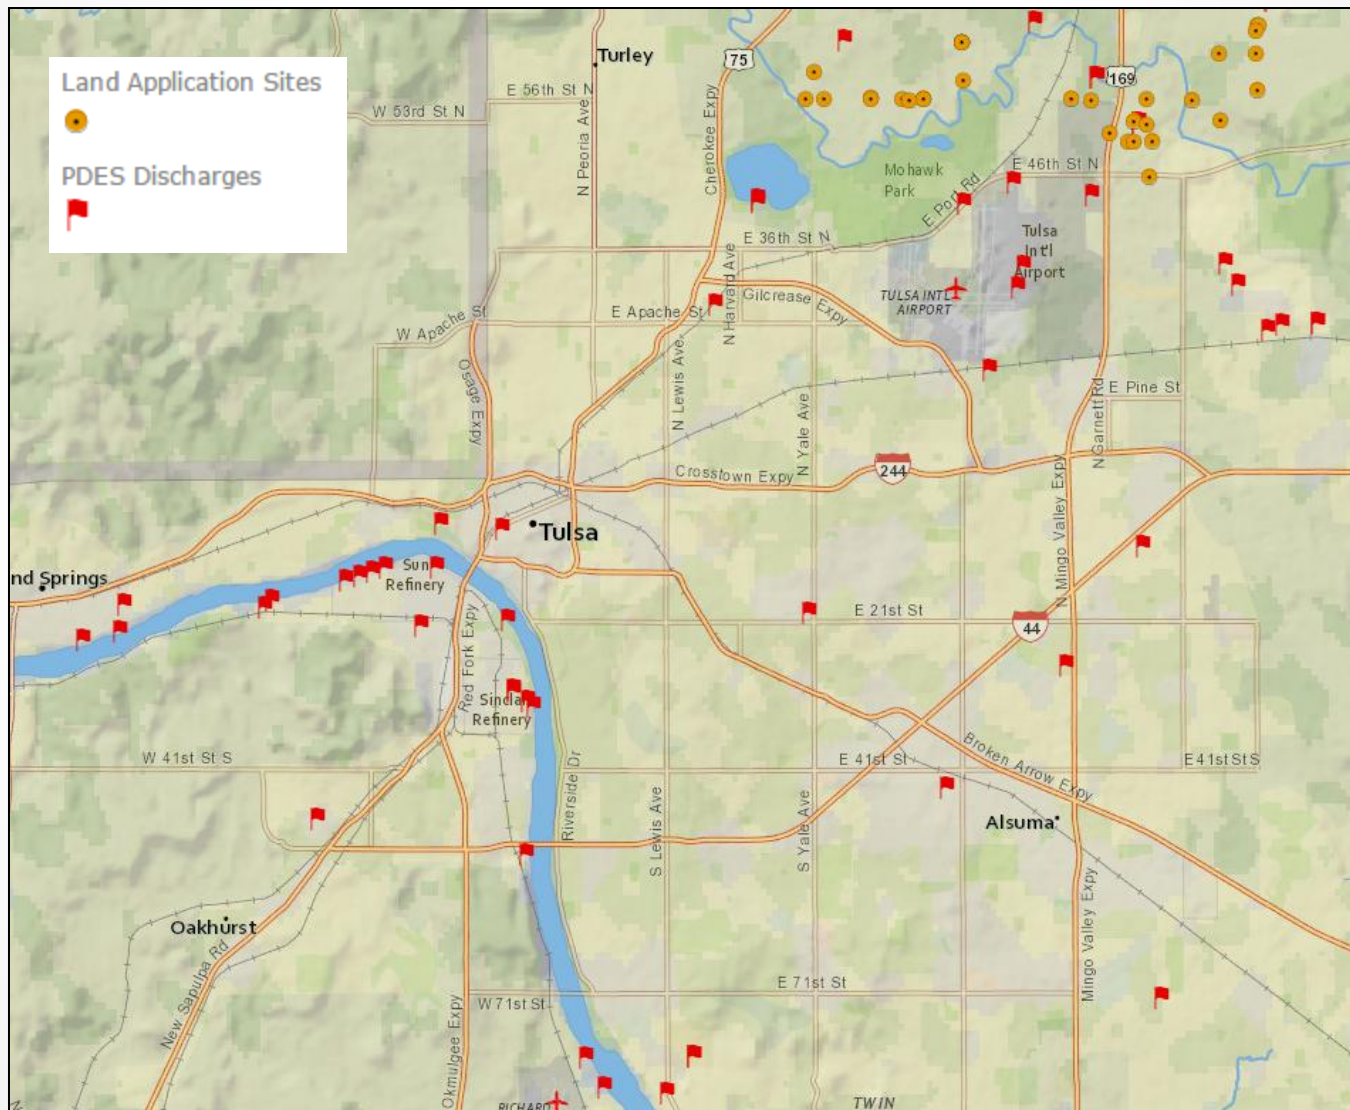 Land Application Sites
PDES Discharges
Turley
75
169
E 56th St N
W 53rd St N
N Peoria Ave
Cherokee Expy
Mohawk
Park
E 46th St N
E Port Rd
E 36th St N
Tulsa
Int'l
Airport
N Harvard Ave
TULSA INTL
AIRPORT
Gilcrease Expy
E Apache St
W Apache St
Osage Expy
N Lewis Ave
N Yale Ave
E Pine St
N Garnett Rd
Crosstown Expy
244
N Mingo Valley Expy
Tulsa
nd Springs
Sun
Refinery
E 21st St
44
Red Fork Expy
Sinclair
Refinery
W 41st St S
E 41st St
Broken Arrow Expy
E 41st St S
Riverside Dr
S Lewis Ave
S Yale Ave
Alsuma
Oakhurst
New Sapulpa Rd
Mingo Valley Expy
E 71st St
W 71st St
Okmulgee Expy
RICHARD
TWIN